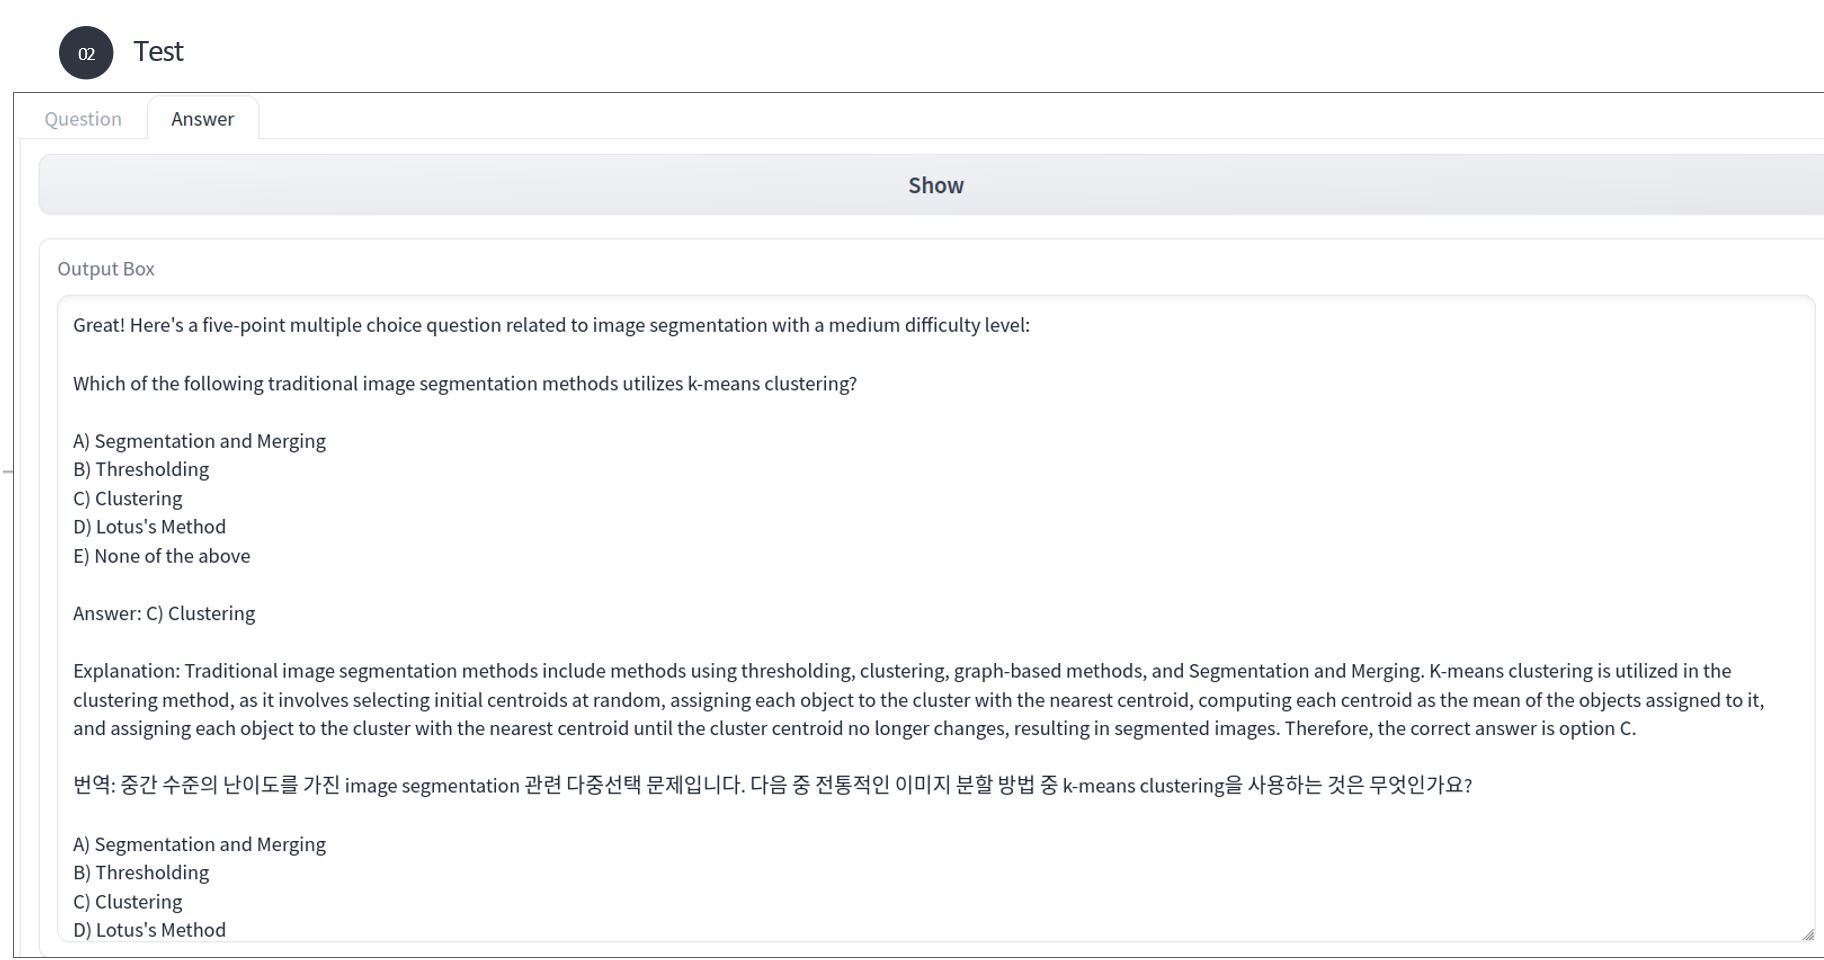 02 Test
Question Answer
Show
Output Box
Great! Here's a five-point multiple choice question related to image segmentation with a medium difficulty level:
Which of the following traditional image segmentation methods utilizes k-means clustering?
A) Segmentation and Merging
B) Thresholding
C) Clustering
D) Lotus's Method
E) None of the above
Answer: C) Clustering
Explanation: Traditional image segmentation methods include methods using thresholding, clustering, graph-based methods, and Segmentation and Merging. K-means clustering is utilized in the
clustering method, as it involves selecting initial centroids at random, assigning each object to the cluster with the nearest centroid, computing each centroid as the mean of the objects assigned to it,
and assigning each object to the cluster with the nearest centroid until the cluster centroid no longer changes, resulting in segmented images. Therefore, the correct answer is option C.
번역: 중간 수준의 난이도를 가진 image segmentation 관련 다중선택 문제입니다. 다음 중 전통적인 이미지 분할 방법 중 k-means clustering을 사용하는 것은 무엇인가요?
A) Segmentation and Merging
B) Thresholding
C) Clustering
D) Lotus's Method